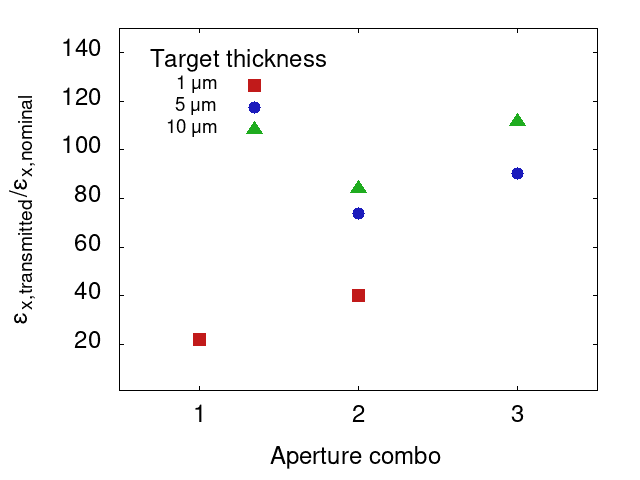 Target thickness
1 µm
5 µm
10 µm
140
120
100
80
60
40
20
εx,transmitted/εx,nominal
1 2 3
Aperture combo